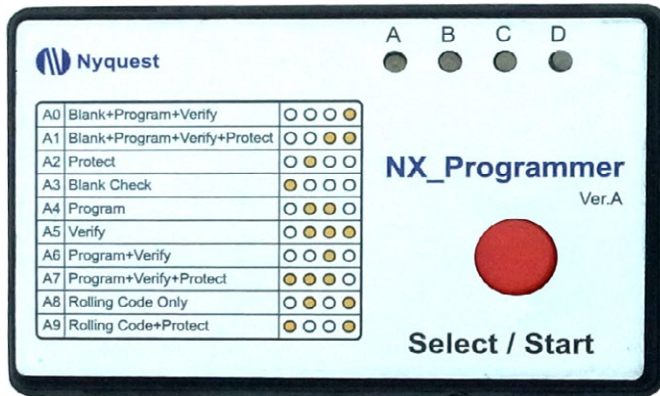 A B C D
Nyquest
A0 Blank+Program+Verify
A1 Blank+Program+Verify+Protect
A2 Protect
A3 Blank Check
A4 Program
A5 Verify
A6 Program+Verify
A7 Program+Verify+Protect
A8 Rolling Code Only
A9 Rolling Code+Protect
NX_Programmer
Ver.A
Select / Start